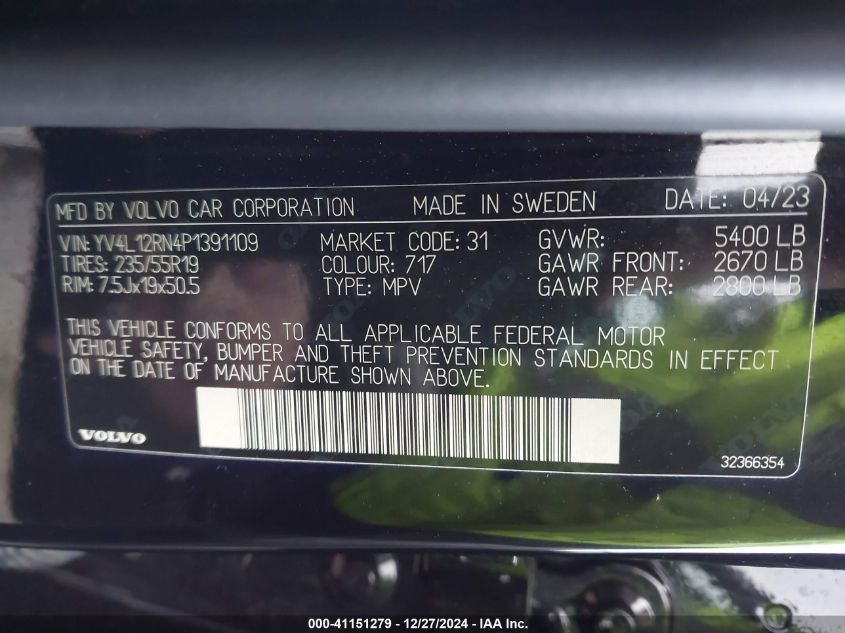 MFD BY VOLVO CAR CORPORATION MADE IN SWEDEN DATE: 04/23
VIN: YV4L12RN4P1391109 MARKET CODE: 31 GVWR: 5400 LB
TIRES: 235/55R19 COLOUR: 717 GAWR FRONT: 2670 LB
RIM: 7.5Jx19x50.5 TYPE: MPV GAWR REAR: 2800 LB
THIS VEHICLE CONFORMS TO ALL APPLICABLE FEDERAL MOTOR
VEHICLE SAFETY, BUMPER AND THEFT PREVENTION STANDARDS IN EFFECT
ON THE DATE OF MANUFACTURE SHOWN ABOVE.
VOLVO
32366354
000-41151279 - 12/27/2024 - IAA Inc.